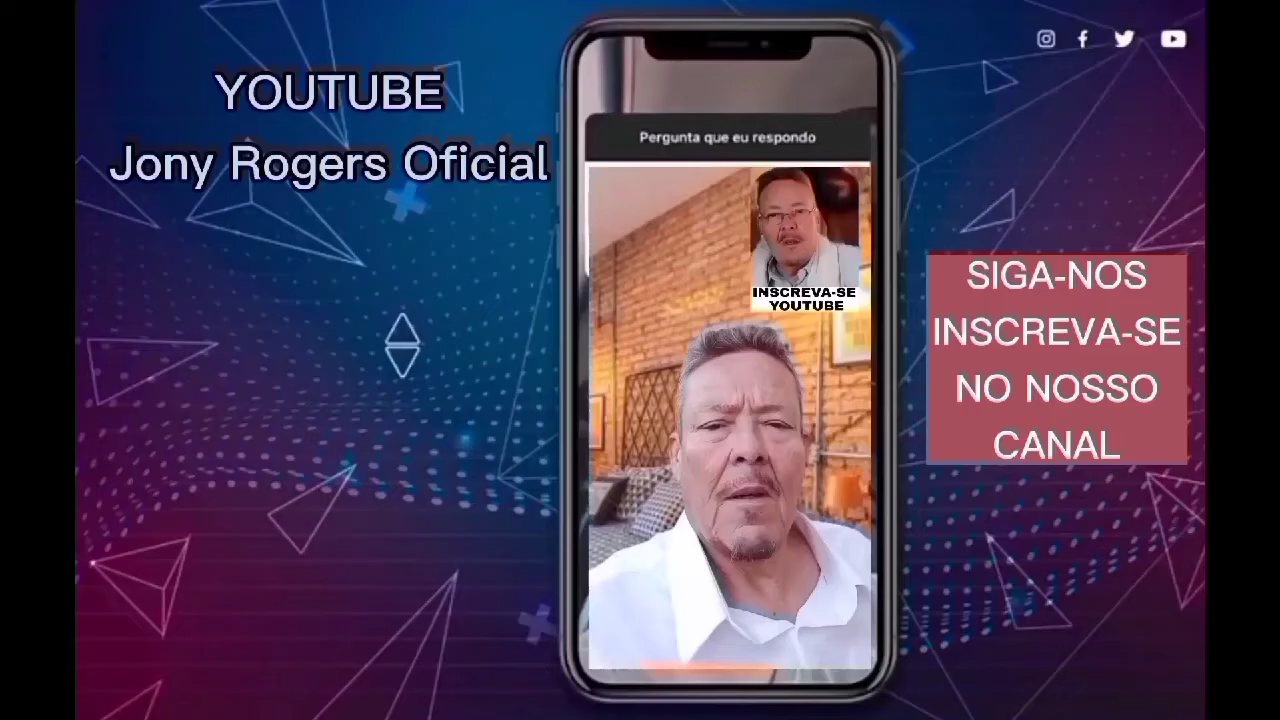 YOUTUBE
Jony Rogers Oficial
Pergunta que eu respondo
INSCREVA-SE
YOUTUBE
SIGA-NOS
INSCREVA-SE
NO NOSSO
CANAL